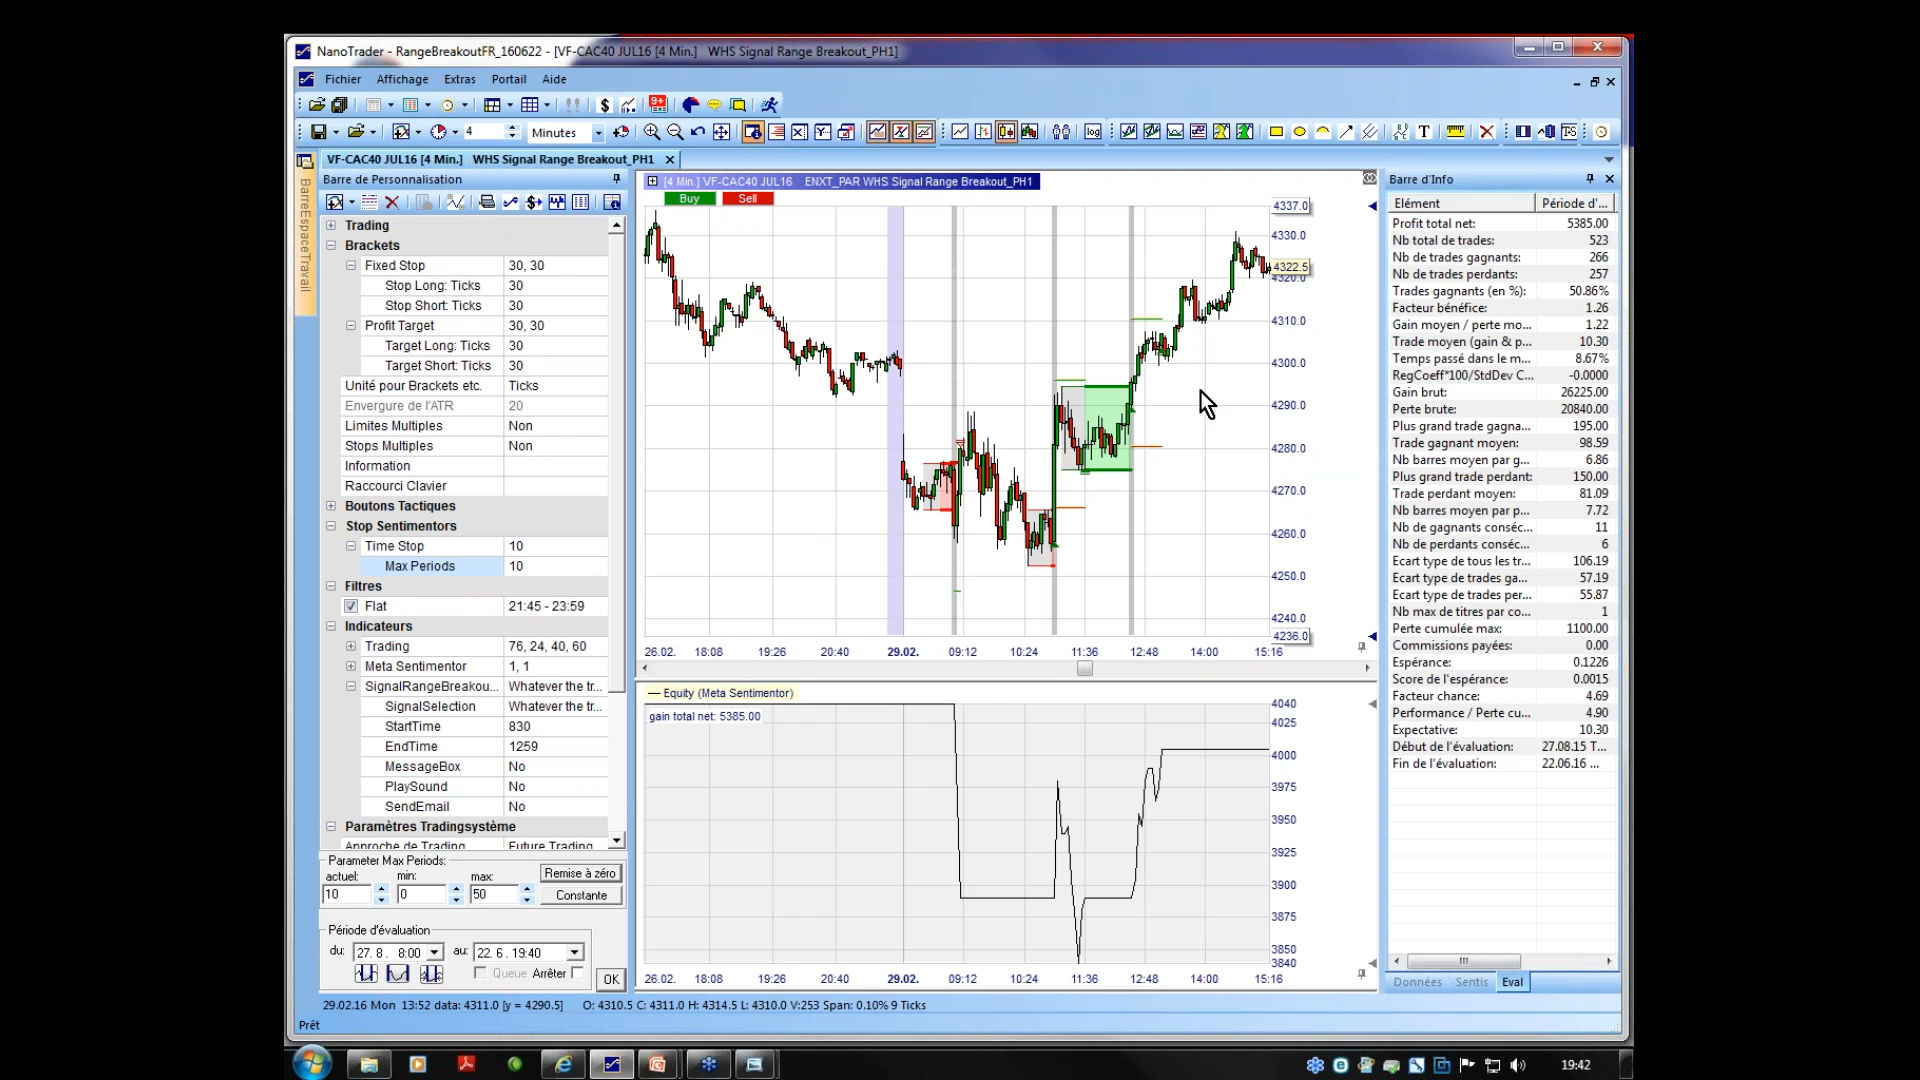 NanoTrader - RangeBreakoutFR_160622 - [VF-CAC40 JUL16 [4 Min.]   WHS Signal Range Breakout_PH1]
Fichier Affichage Extras Portail Aide
4 Minutes
VF-CAC40 JUL16 [4 Min.]   WHS Signal Range Breakout_PH1
BarreEspaceTravail
Barre de Personnalisation
Trading
Brackets
Fixed Stop 30, 30
Stop Long: Ticks 30
Stop Short: Ticks 30
Profit Target 30, 30
Target Long: Ticks 30
Target Short: Ticks 30
Unité pour Brackets etc. Ticks
Envergure de l'ATR 20
Limites Multiples Non
Stops Multiples Non
Information
Raccourci Clavier
Boutons Tactiques
Stop Sentimentors
Time Stop 10
Max Periods 10
Filtres
Flat 21:45 - 23:59
Indicateurs
Trading 76, 24, 40, 60
Meta Sentimentor 1, 1
SignalRangeBreakou... Whatever the tr...
SignalSelection Whatever the tr...
StartTime 830
EndTime 1259
MessageBox No
PlaySound No
SendEmail No
Paramètres Tradingsystème
Approche de Trading Future Trading
Parameter Max Periods:
actuel: min: max: Remise à zéro
10 0 50 Constante
Période d'évaluation
du: 27. 8. 8:00 au: 22. 6. 19:40
Queue Arrêter OK
[4 Min.] VF-CAC40 JUL16   ENXT_PAR WHS Signal Range Breakout_PH1
Buy Sell
4337.0
4330.0
4322.5
4320.0
4310.0
4300.0
4290.0
4280.0
4270.0
4260.0
4250.0
4240.0
4236.0
26.02. 18:08 19:26 20:40 29.02. 09:12 10:24 11:36 12:48 14:00 15:16
Equity (Meta Sentimentor)
gain total net: 5385.00
4040
4025
4000
3975
3950
3925
3900
3875
3850
3840
26.02. 18:08 19:26 20:40 29.02. 09:12 10:24 11:36 12:48 14:00 15:16
Barre d'Info
Elément Période d'...
Profit total net: 5385.00
Nb total de trades: 523
Nb de trades gagnants: 266
Nb de trades perdants: 257
Trades gagnants (en %): 50.86%
Facteur bénéfice: 1.26
Gain moyen / perte mo... 1.22
Trade moyen (gain & p... 10.30
Temps passé dans le m... 8.67%
RegCoeff*100/StdDev C... -0.0000
Gain brut: 26225.00
Perte brute: 20840.00
Plus grand trade gagna... 195.00
Trade gagnant moyen: 98.59
Nb barres moyen par g... 6.86
Plus grand trade perdant: 150.00
Trade perdant moyen: 81.09
Nb barres moyen par p... 7.72
Nb de gagnants conséc... 11
Nb de perdants conséc... 6
Ecart type de tous les tr... 106.19
Ecart type de trades ga... 57.19
Ecart type de trades per... 55.87
Nb max de titres par co... 1
Perte cumulée max: 1100.00
Commissions payées: 0.00
Espérance: 0.1226
Score de l'espérance: 0.0015
Facteur chance: 4.69
Performance / Perte cu... 4.90
Expectative: 10.30
Début de l'évaluation: 27.08.15 T...
Fin de l'évaluation: 22.06.16 ...
Données Sentis Eval
29.02.16 Mon 13:52 data: 4311.0 [y = 4290.5] O: 4310.5 C: 4311.0 H: 4314.5 L: 4310.0 V:253 Span: 0.10% 9 Ticks
Prêt
19:42